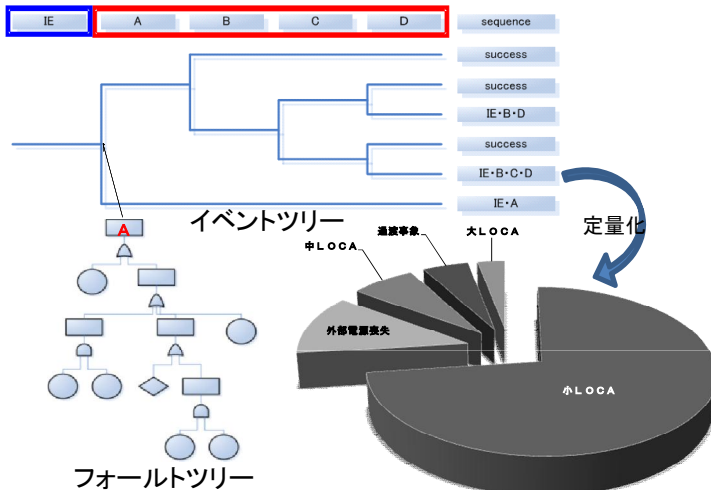 IE A B C D sequence
success
success
IE・B・D
success
IE・B・C・D
IE・A
イベントツリー
定量化
A
過渡事象
大LOCA
中LOCA
外部電源喪失
小LOCA
フォールトツリー